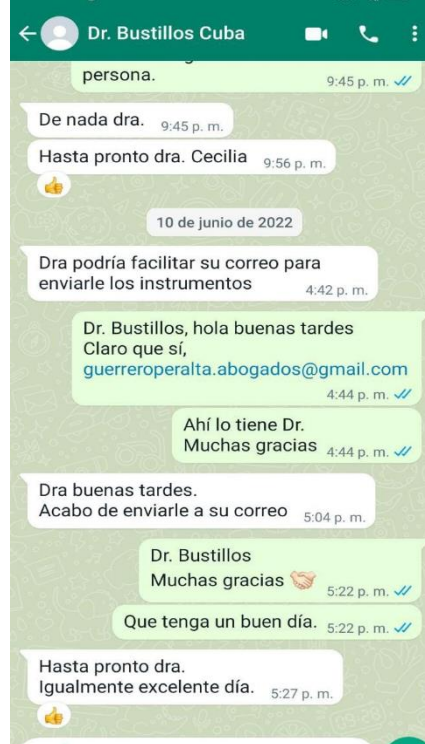 Dr. Bustillos Cuba
persona.
9:45 p. m.
De nada dra. 9:45 p. m.
Hasta pronto dra. Cecilia 9:56 p. m.
10 de junio de 2022
Dra podría facilitar su correo para
enviarle los instrumentos
4:42 p. m.
Dr. Bustillos, hola buenas tardes
Claro que sí,
guerreroperalta.abogados@gmail.com
4:44 p. m.
Ahí lo tiene Dr.
Muchas gracias 4:44 p. m.
Dra buenas tardes.
Acabo de enviarle a su correo 5:04 p. m.
Dr. Bustillos
Muchas gracias 🤝🏻 5:22 p. m.
Que tenga un buen día. 5:22 p. m.
Hasta pronto dra.
Igualmente excelente día. 5:27 p. m.